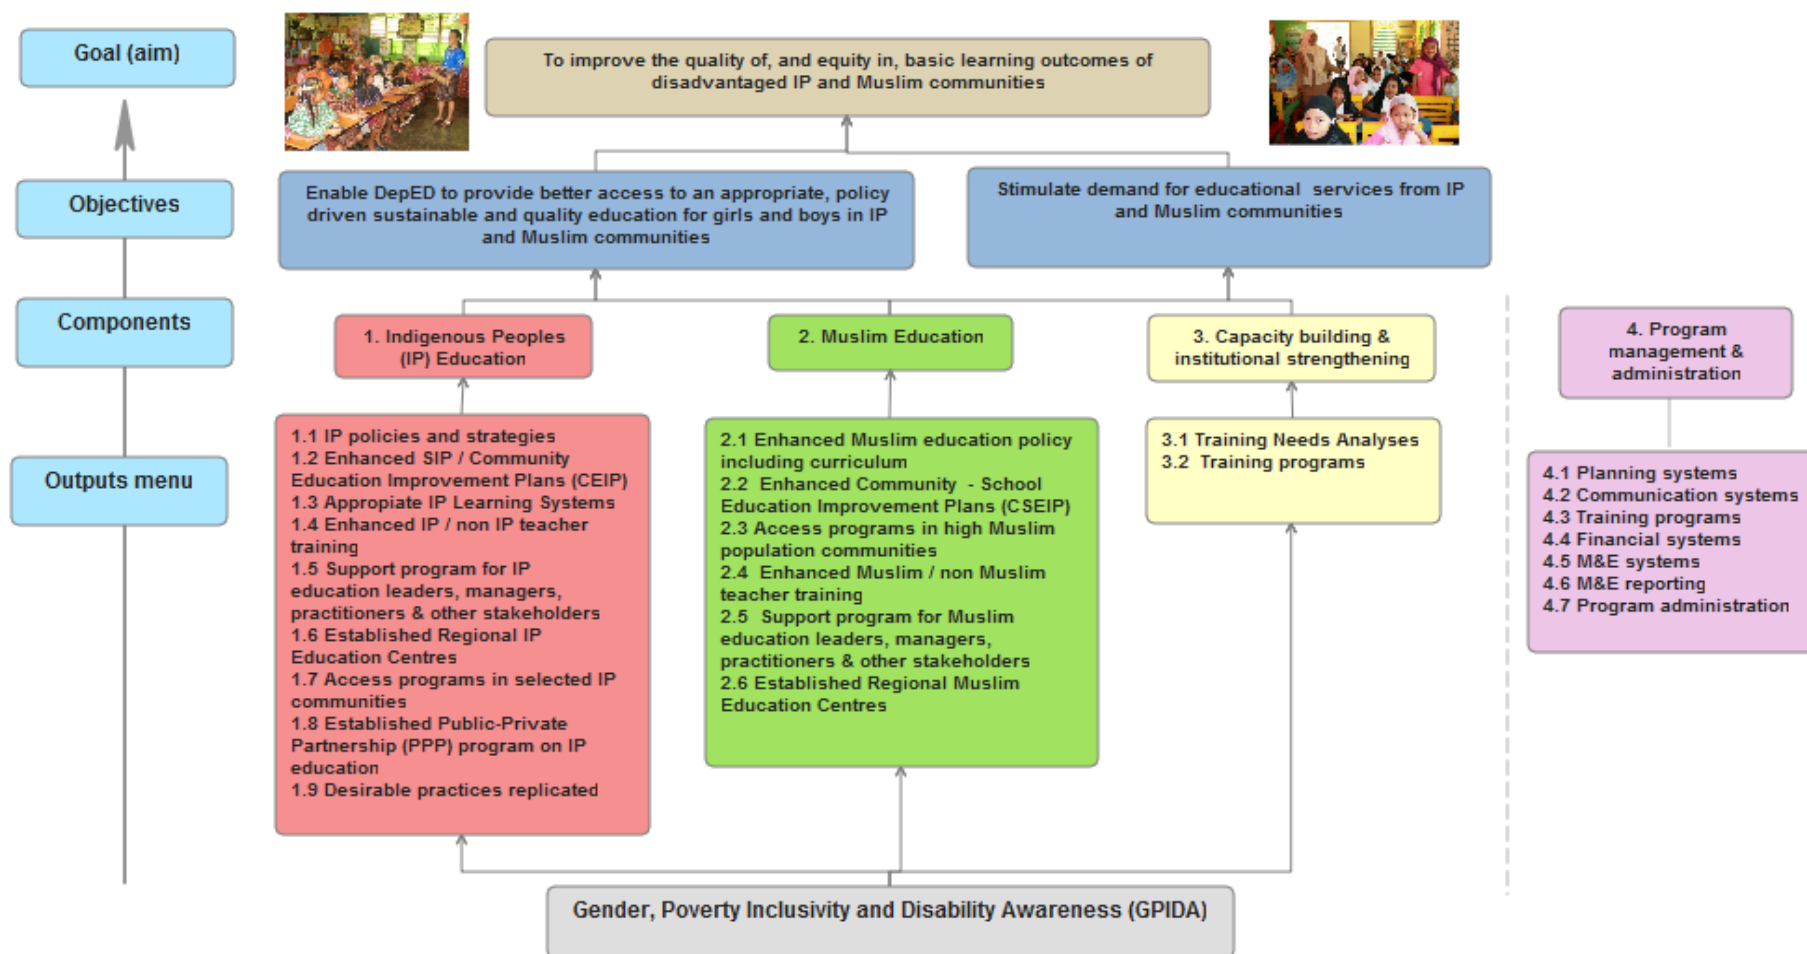 Goal (aim)
To improve the quality of, and equity in, basic learning outcomes of
disadvantaged IP and Muslim communities
Objectives
Enable DepED to provide better access to an appropriate, policy
driven sustainable and quality education for girls and boys in IP
and Muslim communities
Stimulate demand for educational services from IP
and Muslim communities
Components
1. Indigenous Peoples
(IP) Education
2. Muslim Education
3. Capacity building &
institutional strengthening
4. Program
management &
administration
Outputs menu
1.1 IP policies and strategies
1.2 Enhanced SIP / Community
Education Improvement Plans (CEIP)
1.3 Appropiate IP Learning Systems
1.4 Enhanced IP / non IP teacher
training
1.5 Support program for IP
education leaders, managers,
practitioners & other stakeholders
1.6 Established Regional IP
Education Centres
1.7 Access programs in selected IP
communities
1.8 Established Public-Private
Partnership (PPP) program on IP
education
1.9 Desirable practices replicated
2.1 Enhanced Muslim education policy
including curriculum
2.2 Enhanced Community - School
Education Improvement Plans (CSEIP)
2.3 Access programs in high Muslim
population communities
2.4 Enhanced Muslim / non Muslim
teacher training
2.5 Support program for Muslim
education leaders, managers,
practitioners & other stakeholders
2.6 Established Regional Muslim
Education Centres
3.1 Training Needs Analyses
3.2 Training programs
4.1 Planning systems
4.2 Communication systems
4.3 Training programs
4.4 Financial systems
4.5 M&E systems
4.6 M&E reporting
4.7 Program administration
Gender, Poverty Inclusivity and Disability Awareness (GPIDA)